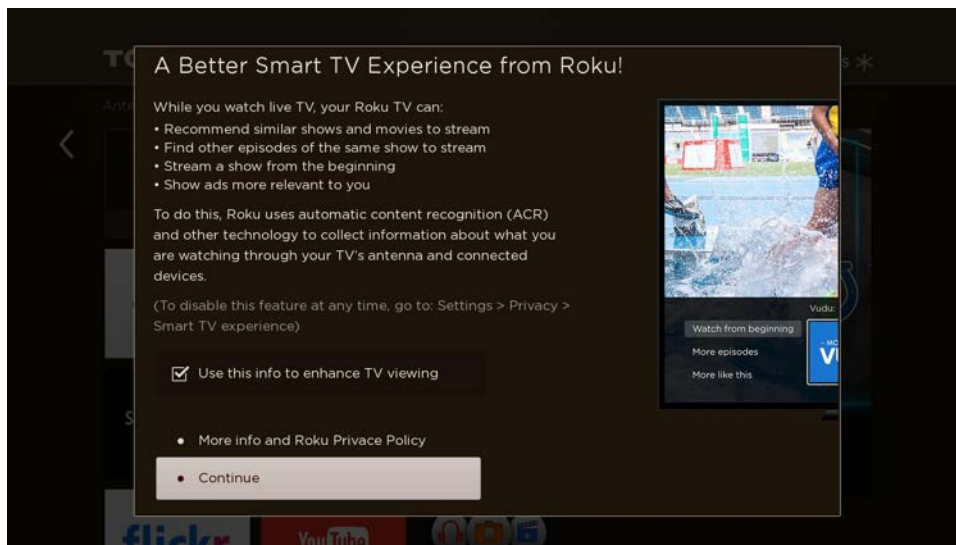 A Better Smart TV Experience from Roku!
While you watch live TV, your Roku TV can:
• Recommend similar shows and movies to stream
• Find other episodes of the same show to stream
• Stream a show from the beginning
• Show ads more relevant to you
To do this, Roku uses automatic content recognition (ACR)
and other technology to collect information about what you
are watching through your TV's antenna and connected
devices.
(To disable this feature at any time, go to: Settings > Privacy >
Smart TV experience)
Use this info to enhance TV viewing
• More info and Roku Privace Policy
• Continue
Vudu:
Watch from beginning
More episodes
More like this
flickr
YouTube